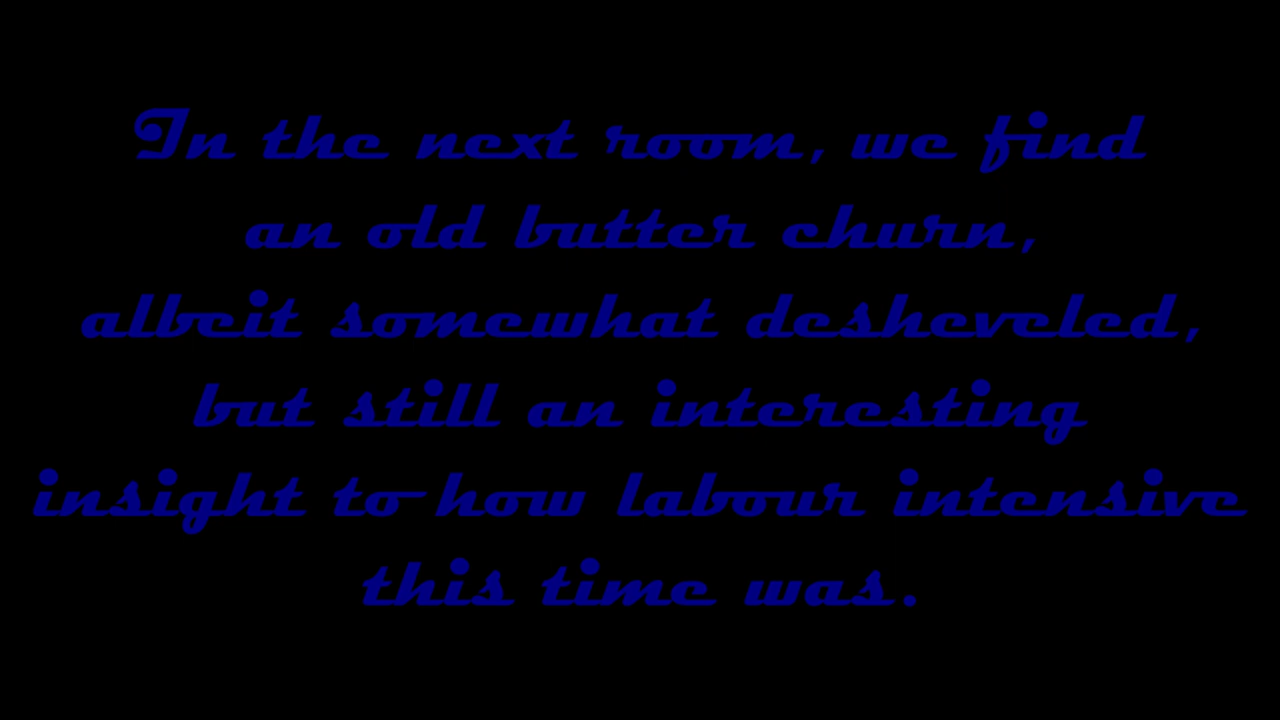 In the next room, we find
an old butter churn,
albeit somewhat desheveled,
but still an interesting
insight to how labour intensive
this time was.